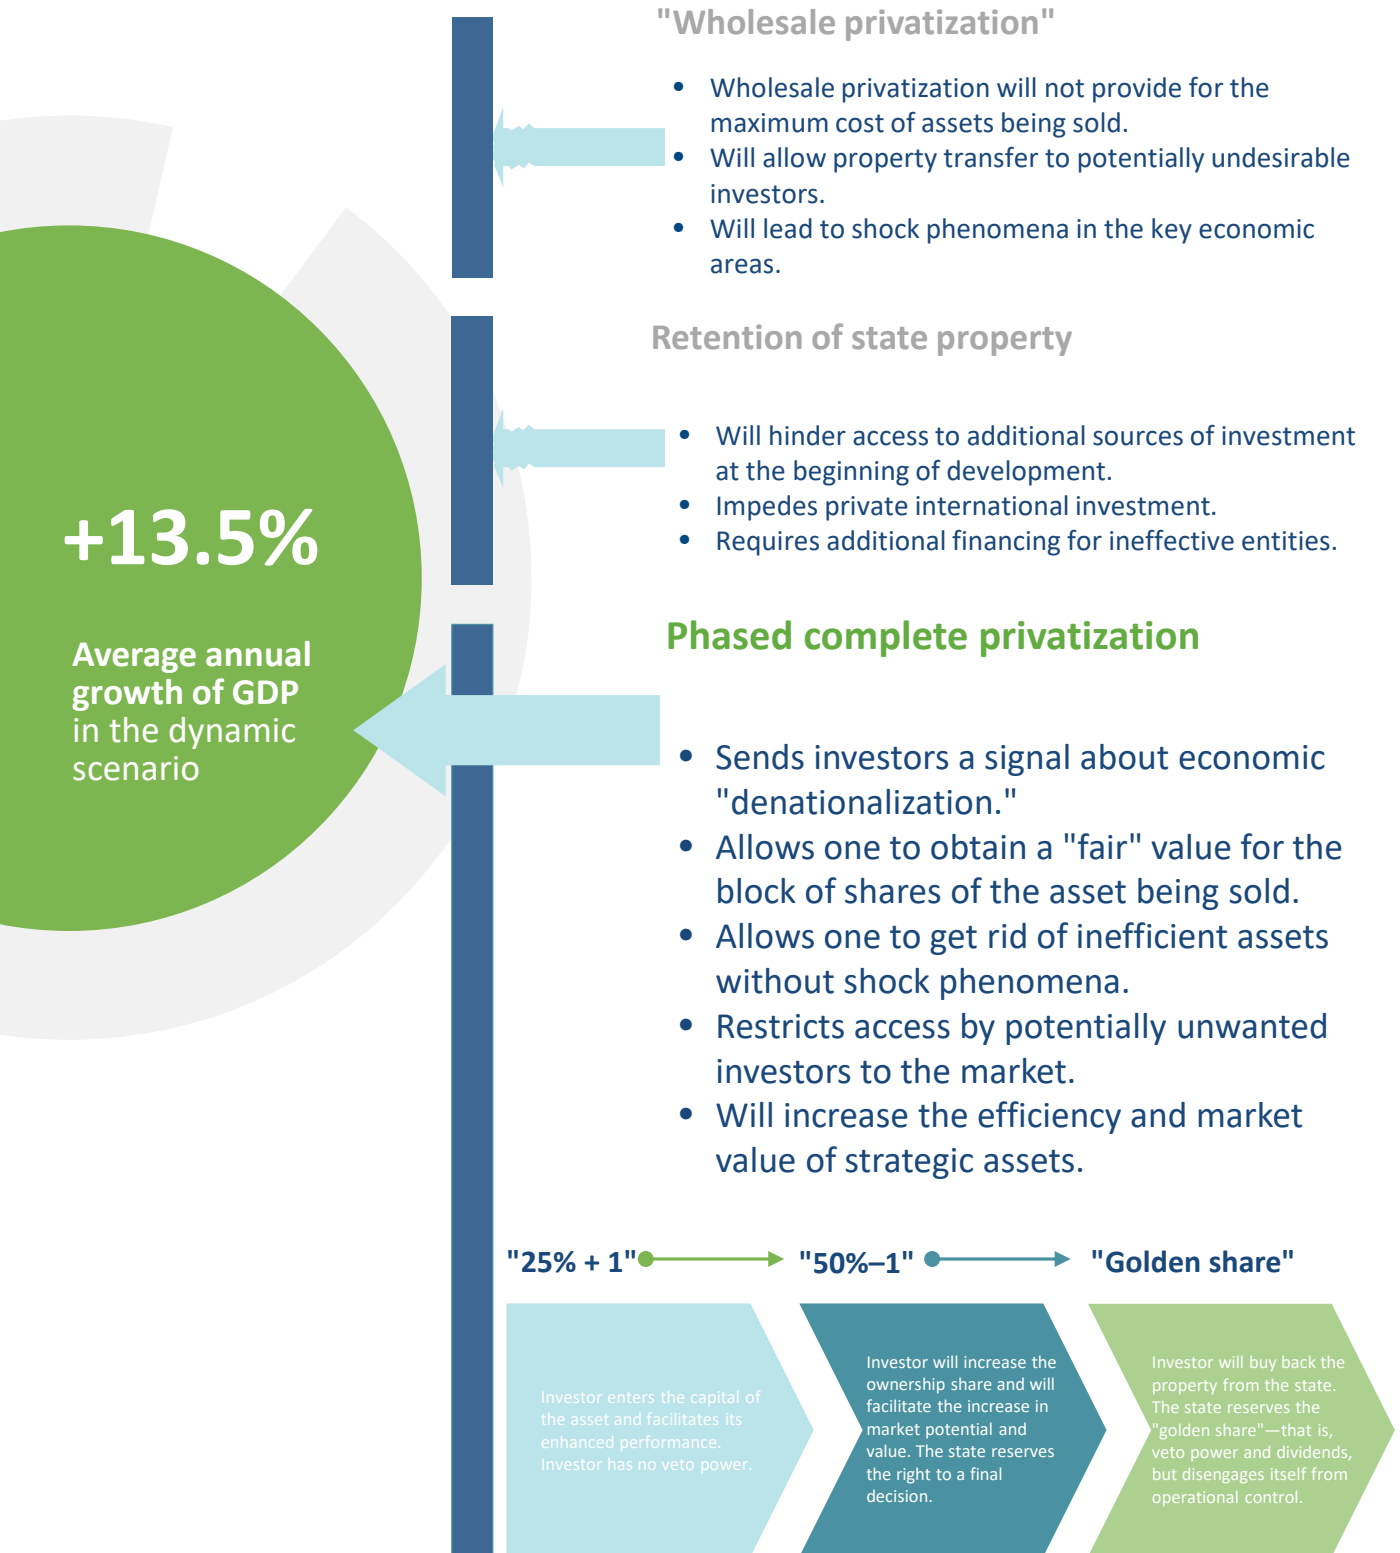 "Wholesale privatization"
• Wholesale privatization will not provide for the
maximum cost of assets being sold.
• Will allow property transfer to potentially undesirable
investors.
• Will lead to shock phenomena in the key economic
areas.
Retention of state property
• Will hinder access to additional sources of investment
at the beginning of development.
• Impedes private international investment.
• Requires additional financing for ineffective entities.
+13.5%
Average annual
growth of GDP
in the dynamic
scenario
Phased complete privatization
• Sends investors a signal about economic
"denationalization."
• Allows one to obtain a "fair" value for the
block of shares of the asset being sold.
• Allows one to get rid of inefficient assets
without shock phenomena.
• Restricts access by potentially unwanted
investors to the market.
• Will increase the efficiency and market
value of strategic assets.
"25% + 1"
"50%–1"
"Golden share"
Investor enters the capital of
the asset and facilitates its
enhanced performance.
Investor has no veto power.
Investor will increase the
ownership share and will
facilitate the increase in
market potential and
value. The state reserves
the right to a final
decision.
Investor will buy back the
property from the state.
The state reserves the
"golden share"—that is,
veto power and dividends,
but disengages itself from
operational control.